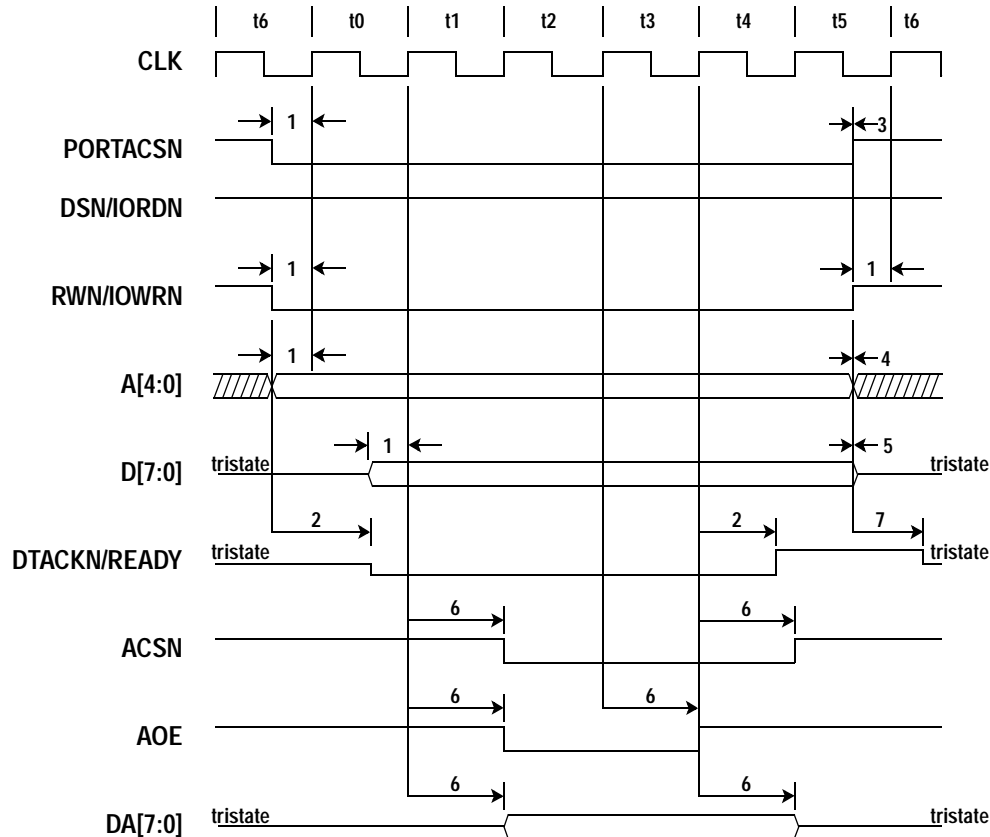 t6 t0 t1 t2 t3 t4 t5 t6
CLK
1 3
PORTACSN
DSN/IORDN
1 1
RWN/IOWRN
1 4
A[4:0]
1 5
tristate tristate
D[7:0]
2 2 7
tristate tristate
DTACKN/READY
6 6
ACSN
6 6
AOE
6 6
tristate tristate
DA[7:0]